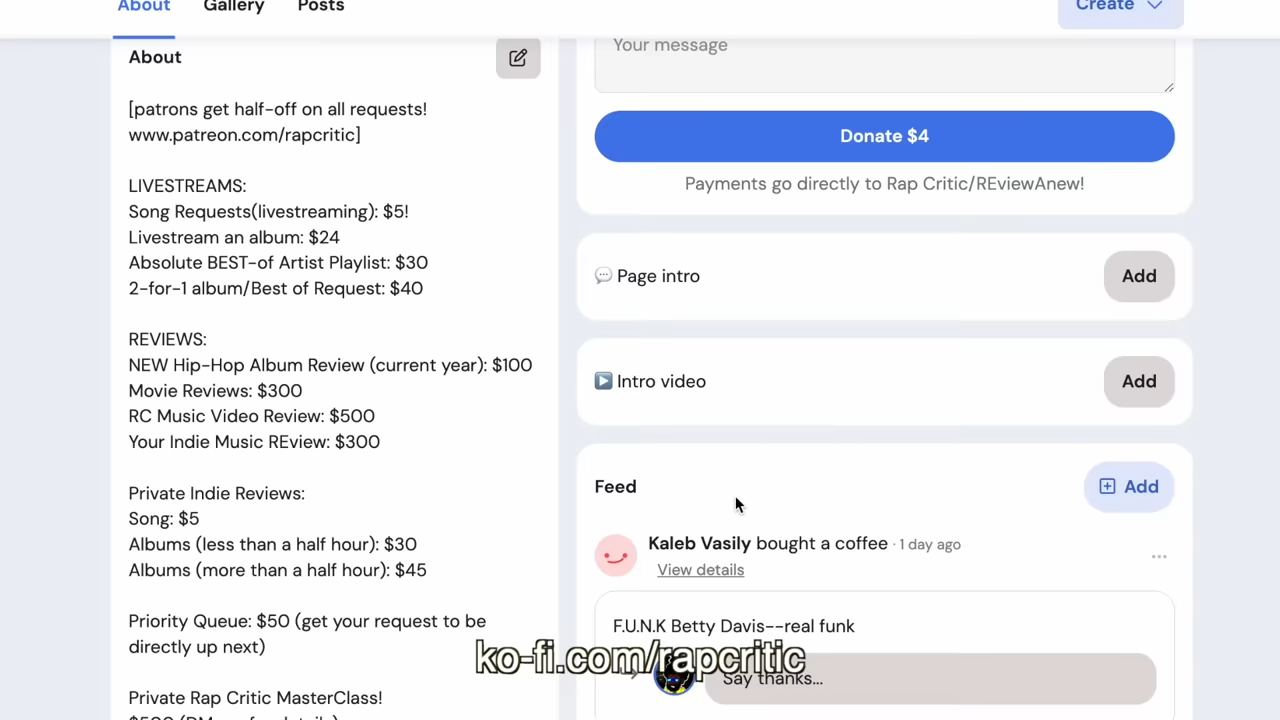 About
Gallery
Posts
Create
About
[patrons get half-off on all requests!
www.patreon.com/rapcritic]
LIVESTREAMS:
Song Requests(livestreaming): $5!
Livestream an album: $24
Absolute BEST-of Artist Playlist: $30
2-for-1 album/Best of Request: $40
REVIEWS:
NEW Hip-Hop Album Review (current year): $100
Movie Reviews: $300
RC Music Video Review: $500
Your Indie Music REview: $300
Private Indie Reviews:
Song: $5
Albums (less than a half hour): $30
Albums (more than a half hour): $45
Priority Queue: $50 (get your request to be
directly up next)
Private Rap Critic MasterClass!
Your message
Donate $4
Payments go directly to Rap Critic/REviewAnew!
Page intro
Add
Intro video
Add
Feed
Add
Kaleb Vasily bought a coffee · 1 day ago
View details
F.U.N.K Betty Davis--real funk
Say thanks...
ko-fi.com/rapcritic